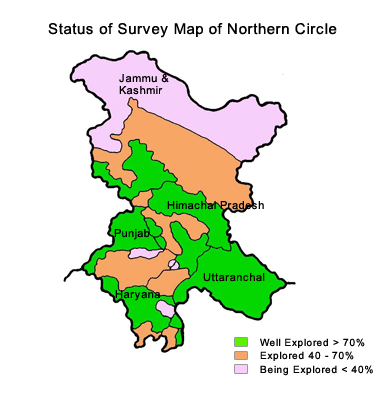 Status of Survey Map of Northern Circle
Jammu &
Kashmir
Himachal Pradesh
Punjab
Uttaranchal
Haryana
Well Explored > 70%
Explored 40 - 70%
Being Explored < 40%